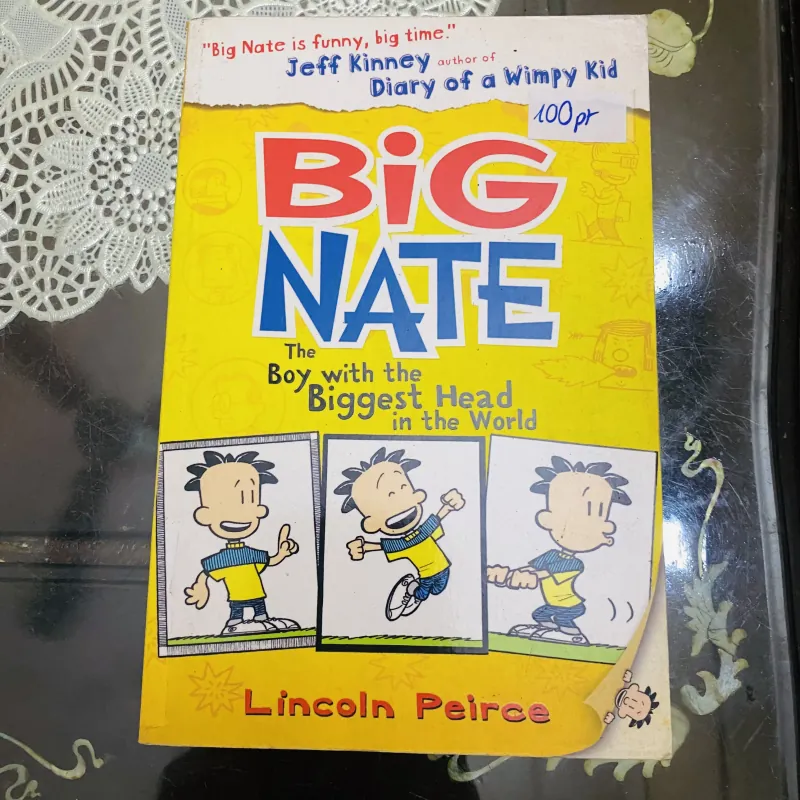 "Big Nate is funny, big time."
Jeff Kinney author of
Diary of a Wimpy Kid
100pt
BiG
NATE
The
Boy with the
Biggest Head
in the World
Lincoln Peirce